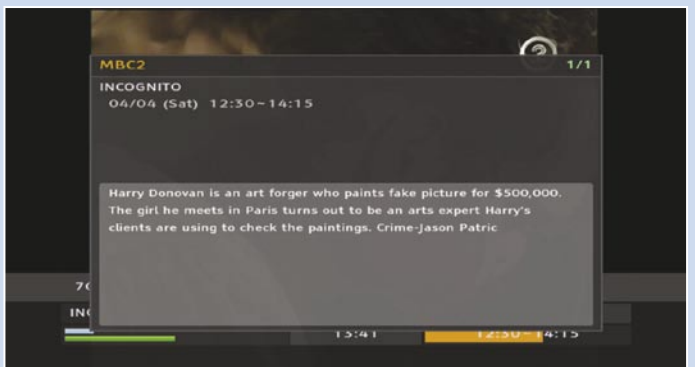 MBC2 1/1
INCOGNITO
04/04 (Sat) 12:30~14:15
Harry Donovan is an art forger who paints fake picture for $500,000.
The girl he meets in Paris turns out to be an arts expert Harry's
clients are using to check the paintings. Crime-Jason Patric
13:41 12:30~14:15